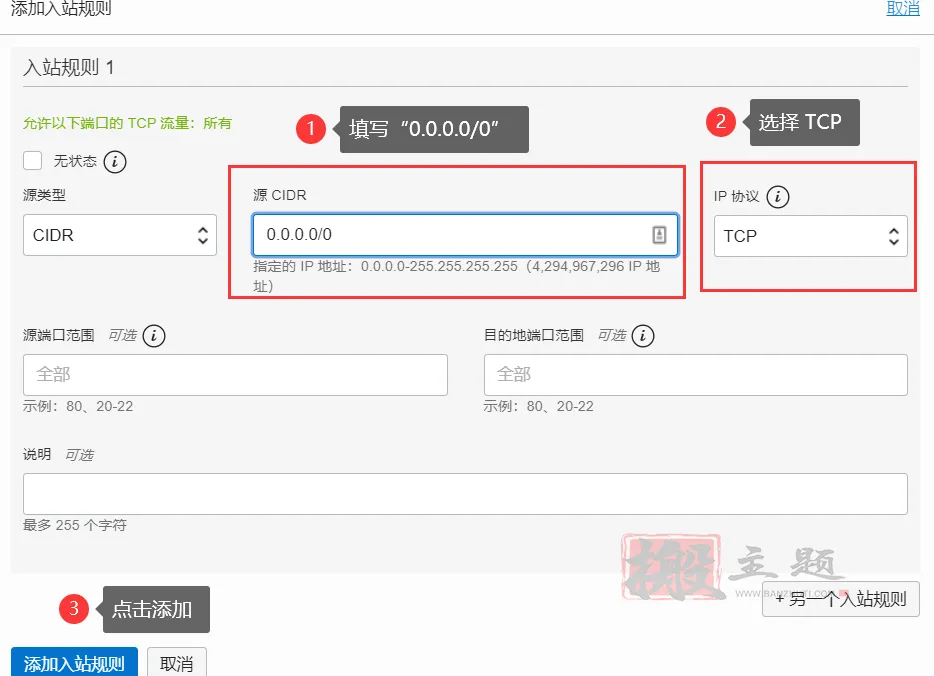 添加入站规则
取消
入站规则 1
允许以下端口的 TCP 流量：所有
1
填写“0.0.0.0/0”
2
选择 TCP
无状态
i
源类型
源 CIDR
IP 协议
i
CIDR
0.0.0.0/0
TCP
指定的 IP 地址：0.0.0.0-255.255.255.255（4,294,967,296 IP 地
址）
源端口范围 可选
i
目的地端口范围 可选
i
全部
全部
示例：80、20-22
示例：80、20-22
说明 可选
最多 255 个字符
搬主题
3
点击添加
+ 另一个入站规则
添加入站规则
取消